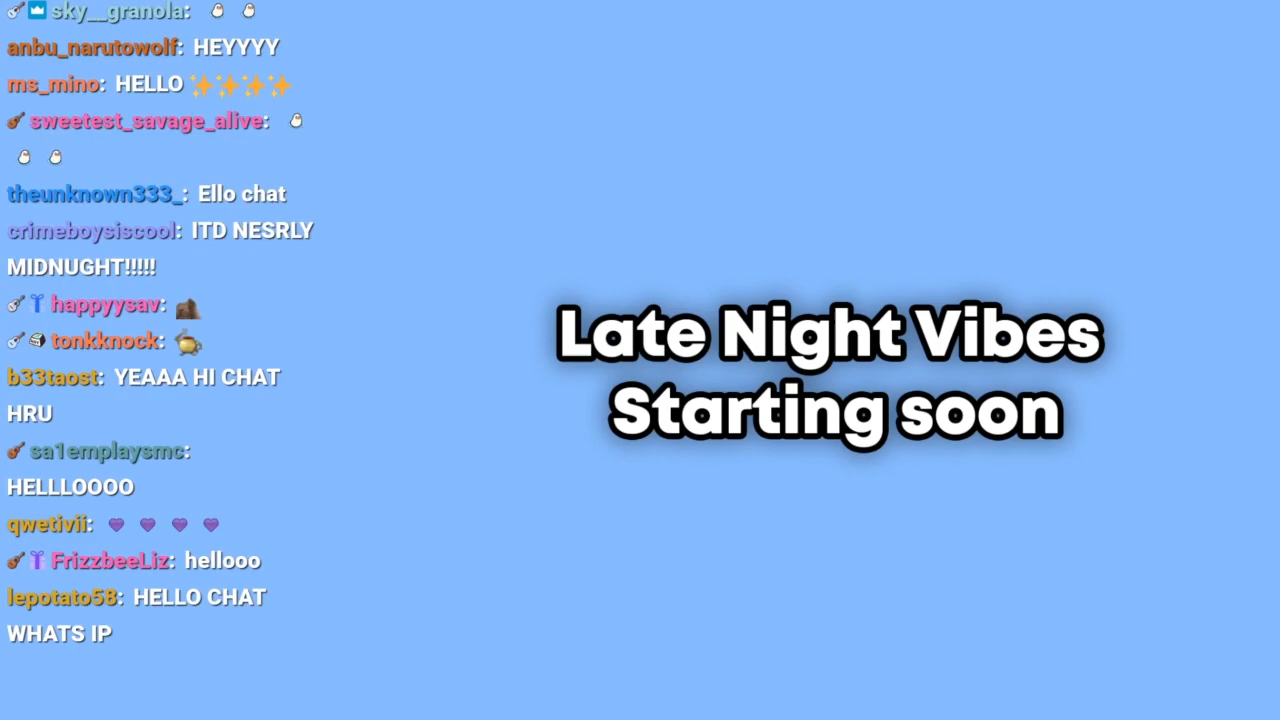 sky__granola:
anbu_narutowolf: HEYYYY
ms_mino: HELLO ✨✨✨✨
sweetest_savage_alive:
theunknown333_: Ello chat
crimeboysiscool: ITD NESRLY
MIDNUGHT!!!!!
happyysav:
tonkknock:
b33taost: YEAAA HI CHAT
HRU
sa1emplaysmc:
HELLLOOOO
qwetivii: 💜 💜 💜 💜
FrizzbeeLiz: hellooo
lepotato58: HELLO CHAT
WHATS IP
Late Night Vibes
Starting soon